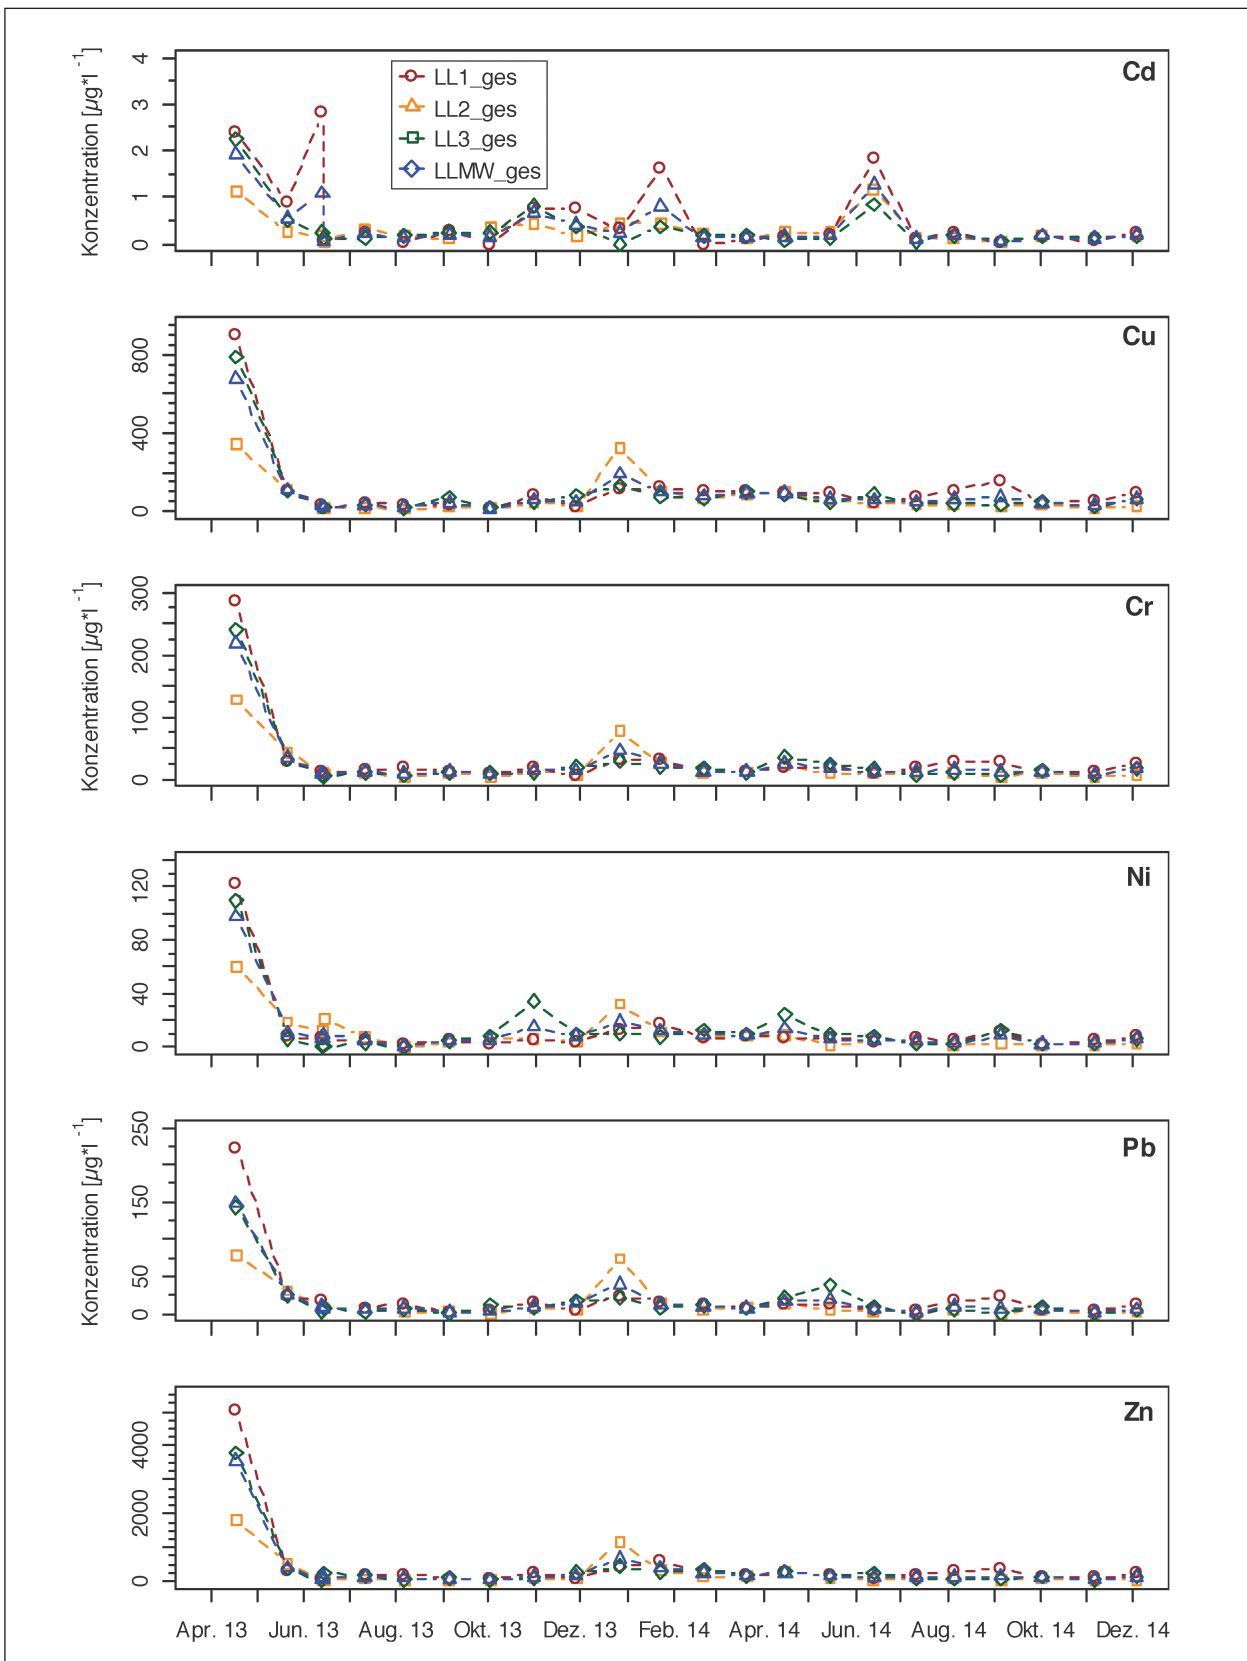 Konzentration [µg*l⁻¹]
4
3
2
1
0
LL1_ges
LL2_ges
LL3_ges
LLMW_ges
Cd
800
400
0
Cu
Konzentration [µg*l⁻¹]
300
200
100
0
Cr
120
80
40
0
Ni
Konzentration [µg*l⁻¹]
250
150
50
0
Pb
4000
2000
0
Zn
Apr. 13 Jun. 13 Aug. 13 Okt. 13 Dez. 13 Feb. 14 Apr. 14 Jun. 14 Aug. 14 Okt. 14 Dez. 14